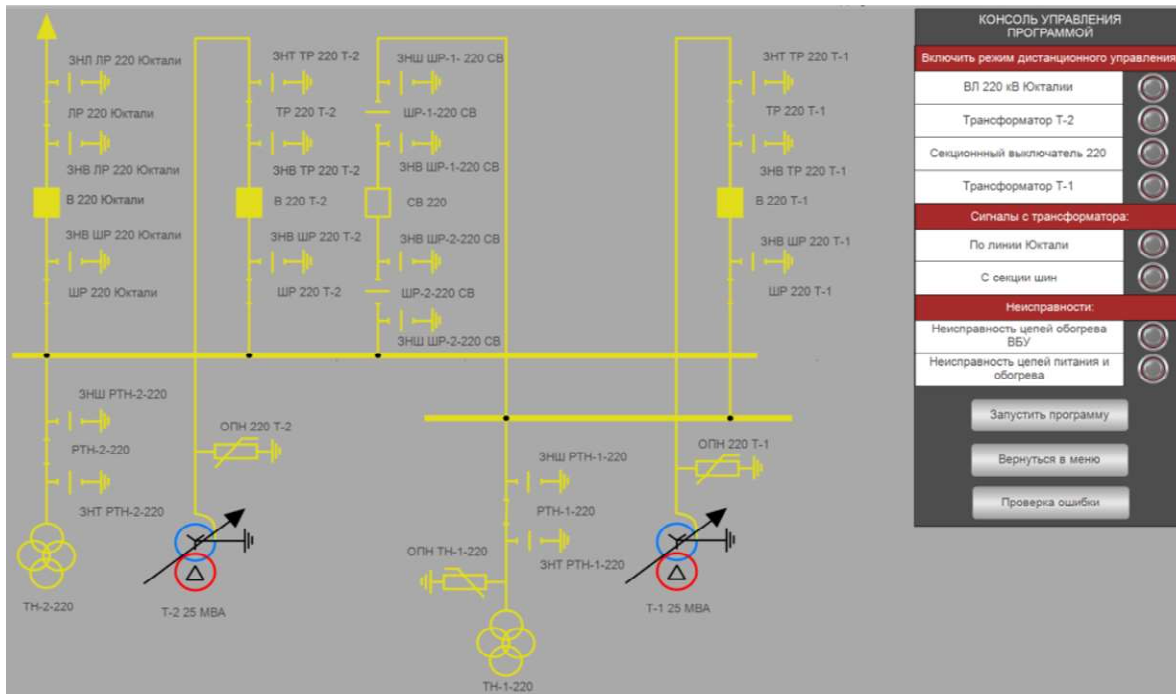 ЗНЛ ЛР 220 Юктали
ЛР 220 Юктали
ЗНВ ЛР 220 Юктали
В 220 Юктали
ЗНВ ШР 220 Юктали
ШР 220 Юктали
ЗНТ ТР 220 Т-2
ТР 220 Т-2
ЗНВ ТР 220 Т-2
В 220 Т-2
ЗНВ ШР 220 Т-2
ШР 220 Т-2
ЗНШ ШР-1- 220 СВ
ШР-1-220 СВ
ЗНВ ШР-1-220 СВ
СВ 220
ЗНВ ШР-2-220 СВ
ШР-2-220 СВ
ЗНШ ШР-2-220 СВ
ЗНТ ТР 220 Т-1
ТР 220 Т-1
ЗНВ ТР 220 Т-1
В 220 Т-1
ЗНВ ШР 220 Т-1
ШР 220 Т-1
ЗНШ РТН-2-220
РТН-2-220
ЗНТ РТН-2-220
ТН-2-220
ОПН 220 Т-2
Т-2 25 МВА
ЗНШ РТН-1-220
РТН-1-220
ЗНТ РТН-1-220
ОПН ТН-1-220
ТН-1-220
ОПН 220 Т-1
Т-1 25 МВА
КОНСОЛЬ УПРАВЛЕНИЯ
ПРОГРАММОЙ
Включить режим дистанционного управления
ВЛ 220 кВ Юкталии
Трансформатор Т-2
Секционнный выключатель 220
Трансформатор Т-1
Сигналы с трансформатора:
По линии Юктали
С секции шин
Неисправности:
Неисправность цепей обогрева
ВБУ
Неисправность цепей питания и
обогрева
Запустить программу
Вернуться в меню
Проверка ошибки